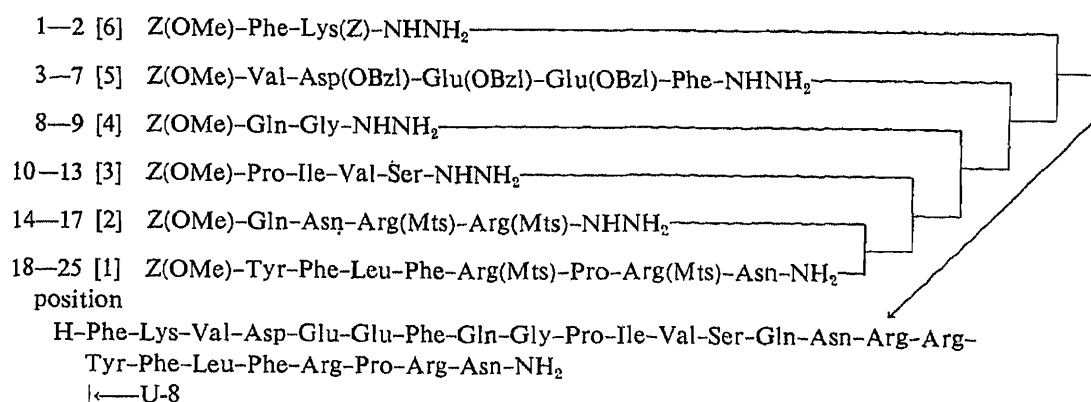 1—2 [6] Z(OMe)–Phe–Lys(Z)–NHNH₂
3—7 [5] Z(OMe)–Val–Asp(OBzl)–Glu(OBzl)–Glu(OBzl)–Phe–NHNH₂
8—9 [4] Z(OMe)–Gln–Gly–NHNH₂
10—13 [3] Z(OMe)–Pro–Ile–Val–Ser–NHNH₂
14—17 [2] Z(OMe)–Gln–Asn–Arg(Mts)–Arg(Mts)–NHNH₂
18—25 [1] Z(OMe)–Tyr–Phe–Leu–Phe–Arg(Mts)–Pro–Arg(Mts)–Asn–NH₂
position
H–Phe–Lys–Val–Asp–Glu–Glu–Phe–Gln–Gly–Pro–Ile–Val–Ser–Gln–Asn–Arg–Arg–
Tyr–Phe–Leu–Phe–Arg–Pro–Arg–Asn–NH₂
|←—U-8